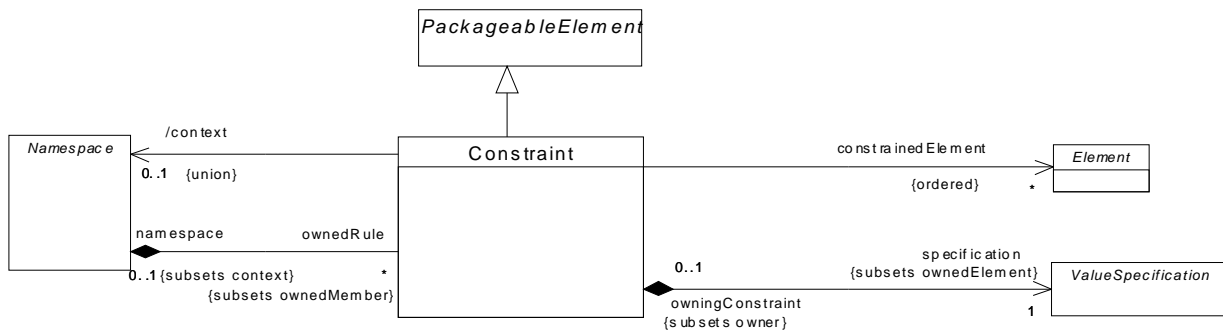 PackageableElement
/context
Namespace
Constraint
constrainedElement
Element
0..1
{union}
{ordered}
*
namespace
ownedRule
specification
0..1 {subsets context}
*
0..1
{subsets ownedElement}
ValueSpecification
{subsets ownedMember}
owningConstraint
1
{subsets owner}